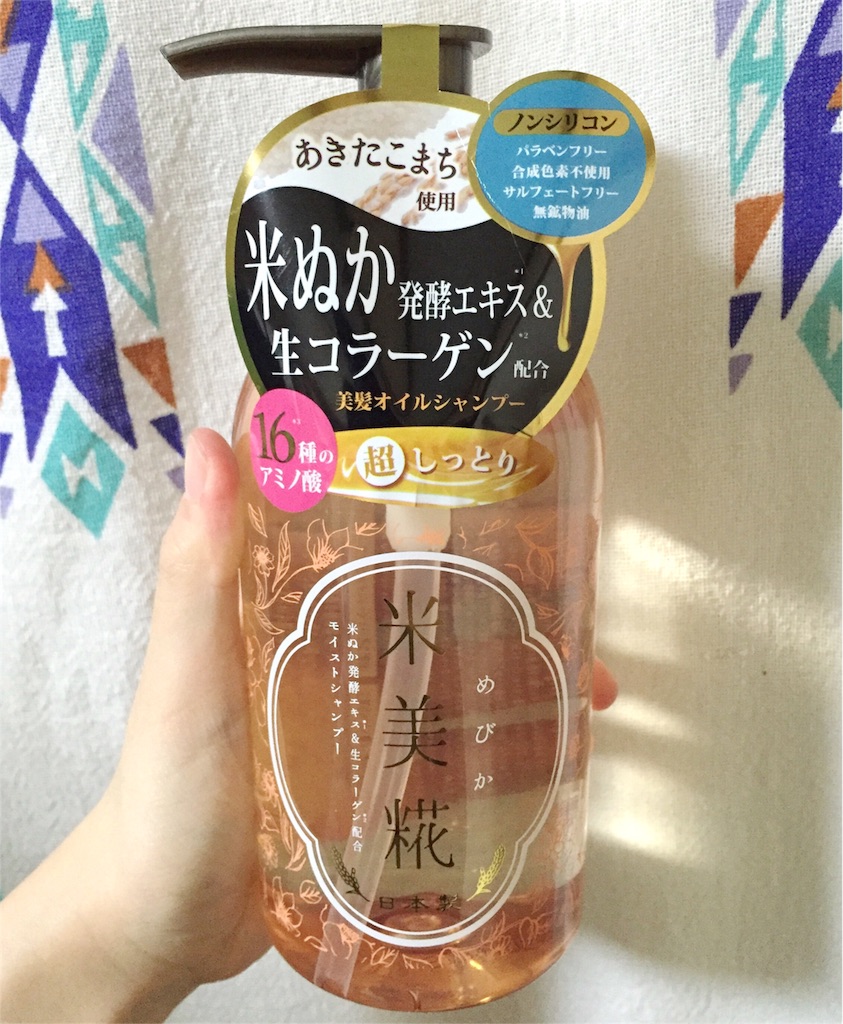 あきたこまち
使用
ノンシリコン
パラベンフリー
合成色素不使用
サルフェートフリー
無鉱物油
米ぬか発酵エキス*1&
生コラーゲン*2配合
美髪オイルシャンプー
16*3種の
アミノ酸
超しっとり
米美糀
めびか
米ぬか発酵エキス*1&生コラーゲン*2配合
モイストシャンプー
日本製